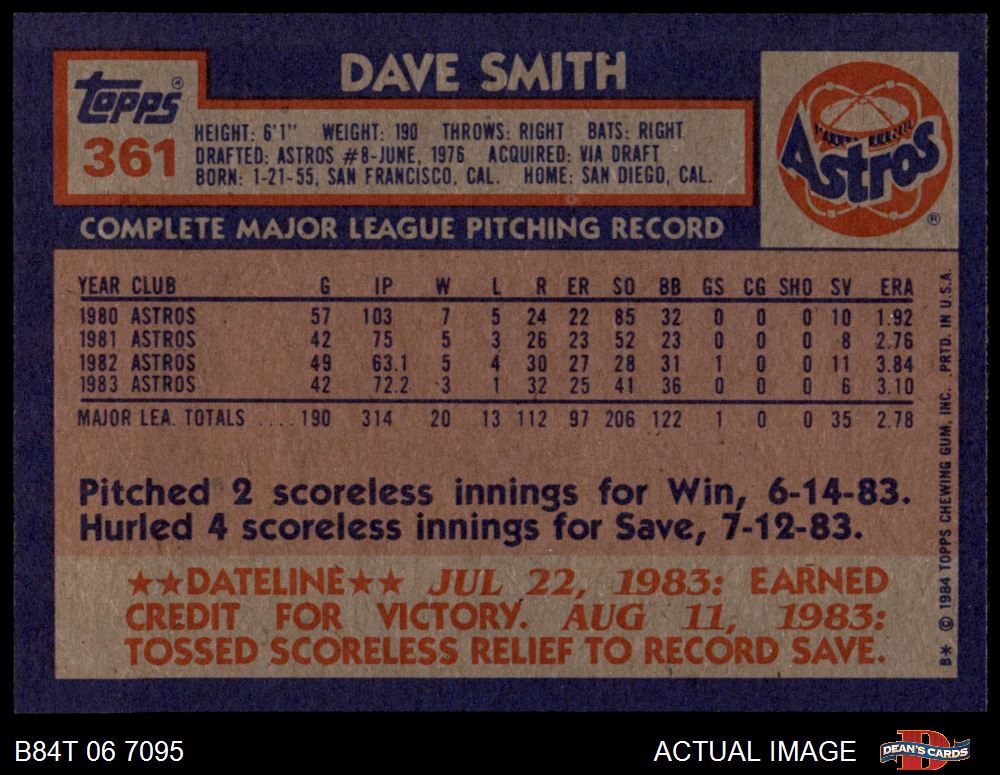 topps®
361
DAVE SMITH
HEIGHT: 6'1" WEIGHT: 190 THROWS: RIGHT BATS: RIGHT
DRAFTED: ASTROS #8-JUNE, 1976 ACQUIRED: VIA DRAFT
BORN: 1-21-55, SAN FRANCISCO, CAL. HOME: SAN DIEGO, CAL.
Astros
®
COMPLETE MAJOR LEAGUE PITCHING RECORD
YEAR CLUB G IP W L R ER SO BB GS CG SHO SV ERA
1980 ASTROS 57 103 7 5 24 22 85 32 0 0 0 10 1.92
1981 ASTROS 42 75 5 3 26 23 52 23 0 0 0 8 2.76
1982 ASTROS 49 63.1 5 4 30 27 28 31 1 0 0 11 3.84
1983 ASTROS 42 72.2 3 1 32 25 41 36 0 0 0 6 3.10
MAJOR LEA. TOTALS .... 190 314 20 13 112 97 206 122 1 0 0 35 2.78
Pitched 2 scoreless innings for Win, 6-14-83.
Hurled 4 scoreless innings for Save, 7-12-83.
★★DATELINE★★ JUL 22, 1983: EARNED
CREDIT FOR VICTORY. AUG 11, 1983:
TOSSED SCORELESS RELIEF TO RECORD SAVE.
B* © 1984 TOPPS CHEWING GUM, INC. PRTD. IN U.S.A.
B84T 06 7095
ACTUAL IMAGE
D
DEAN'S CARDS